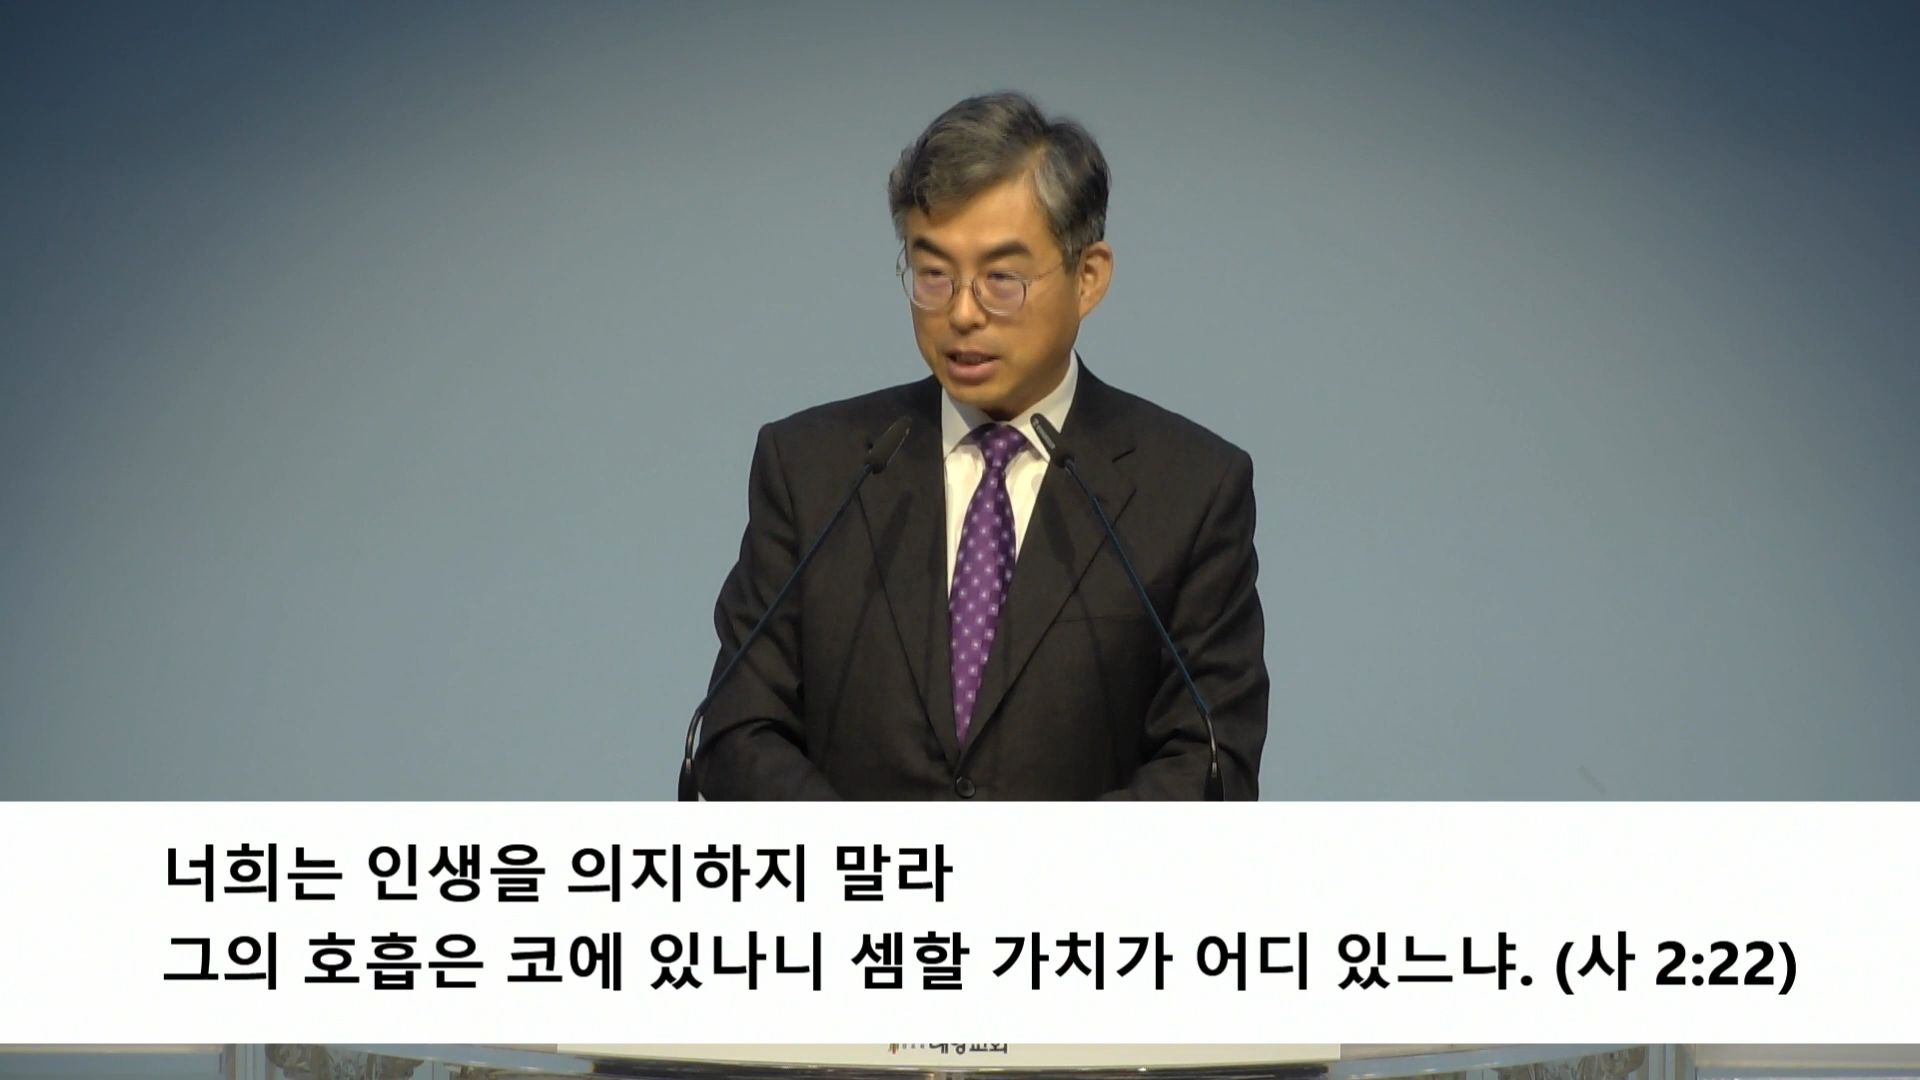 너희는 인생을 의지하지 말라
그의 호흡은 코에 있나니 셈할 가치가 어디 있느냐. (사 2:22)